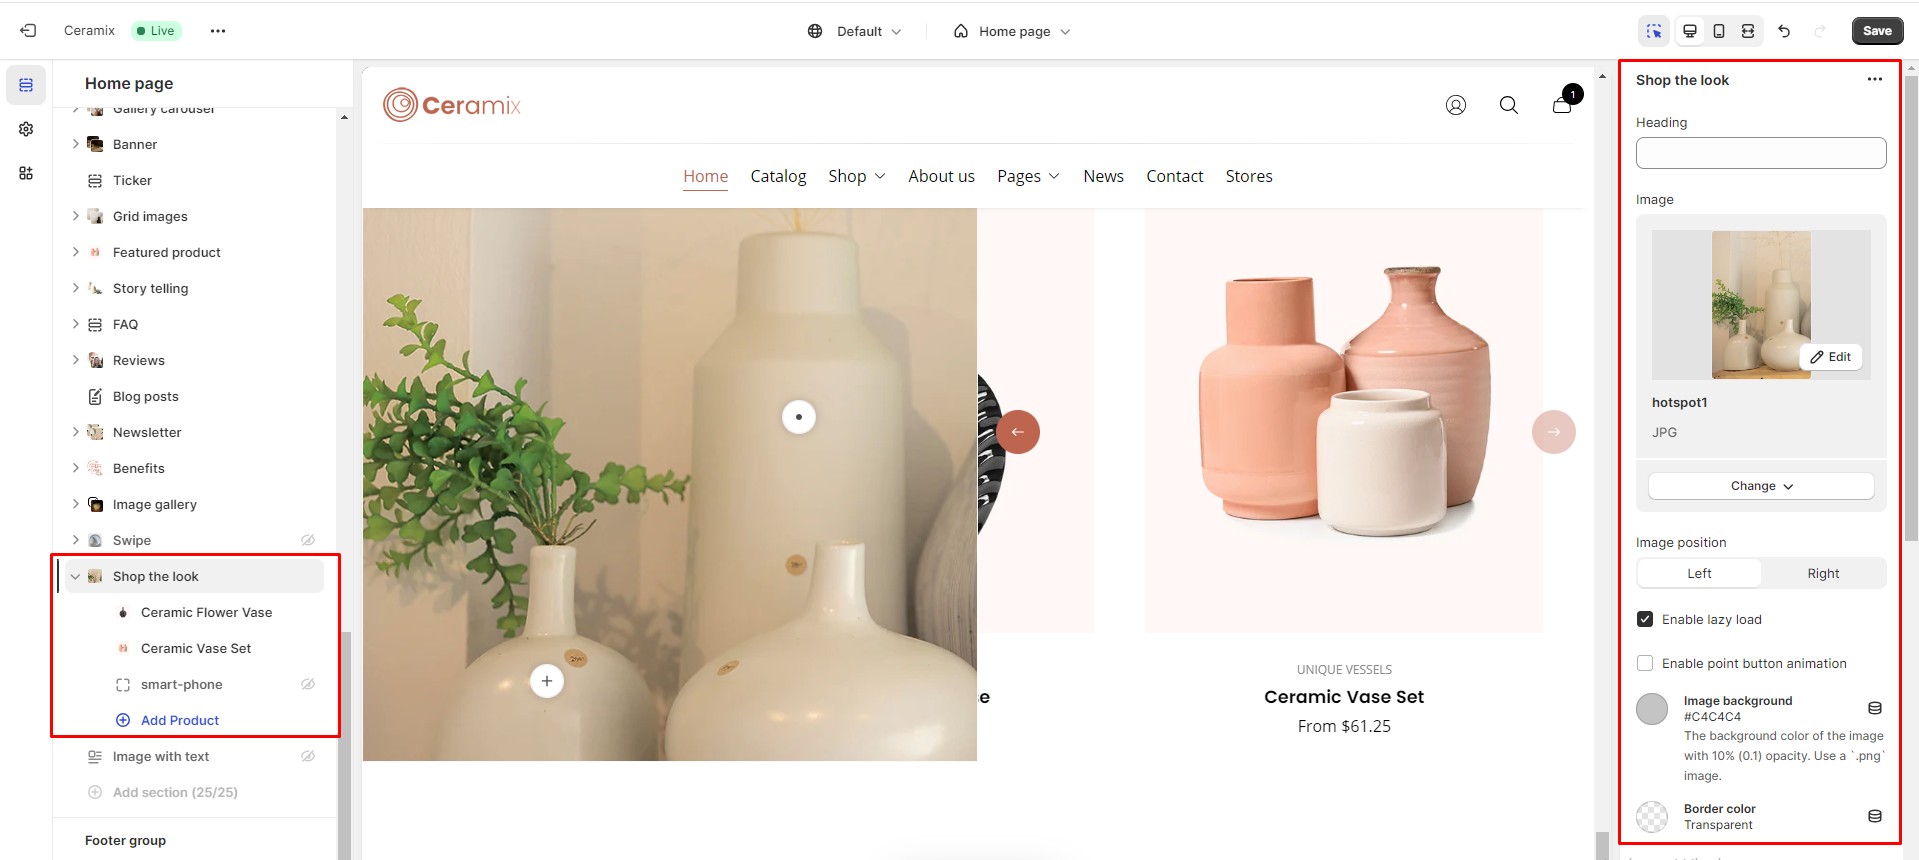 Ceramix
Live
Default
Home page
Save
Home page
Gallery carousel
Banner
Ticker
Grid images
Featured product
Story telling
FAQ
Reviews
Blog posts
Newsletter
Benefits
Image gallery
Swipe
Shop the look
Ceramic Flower Vase
Ceramic Vase Set
smart-phone
Add Product
Image with text
Add section (25/25)
Footer group
Ceramix
1
Home Catalog Shop About us Pages News Contact Stores
UNIQUE VESSELS
Ceramic Vase Set
From $61.25
Shop the look
Heading
Image
Edit
hotspot1
JPG
Change
Image position
Left Right
Enable lazy load
Enable point button animation
Image background
#C4C4C4
The background color of the image
with 10% (0.1) opacity. Use a `.png`
image.
Border color
Transparent